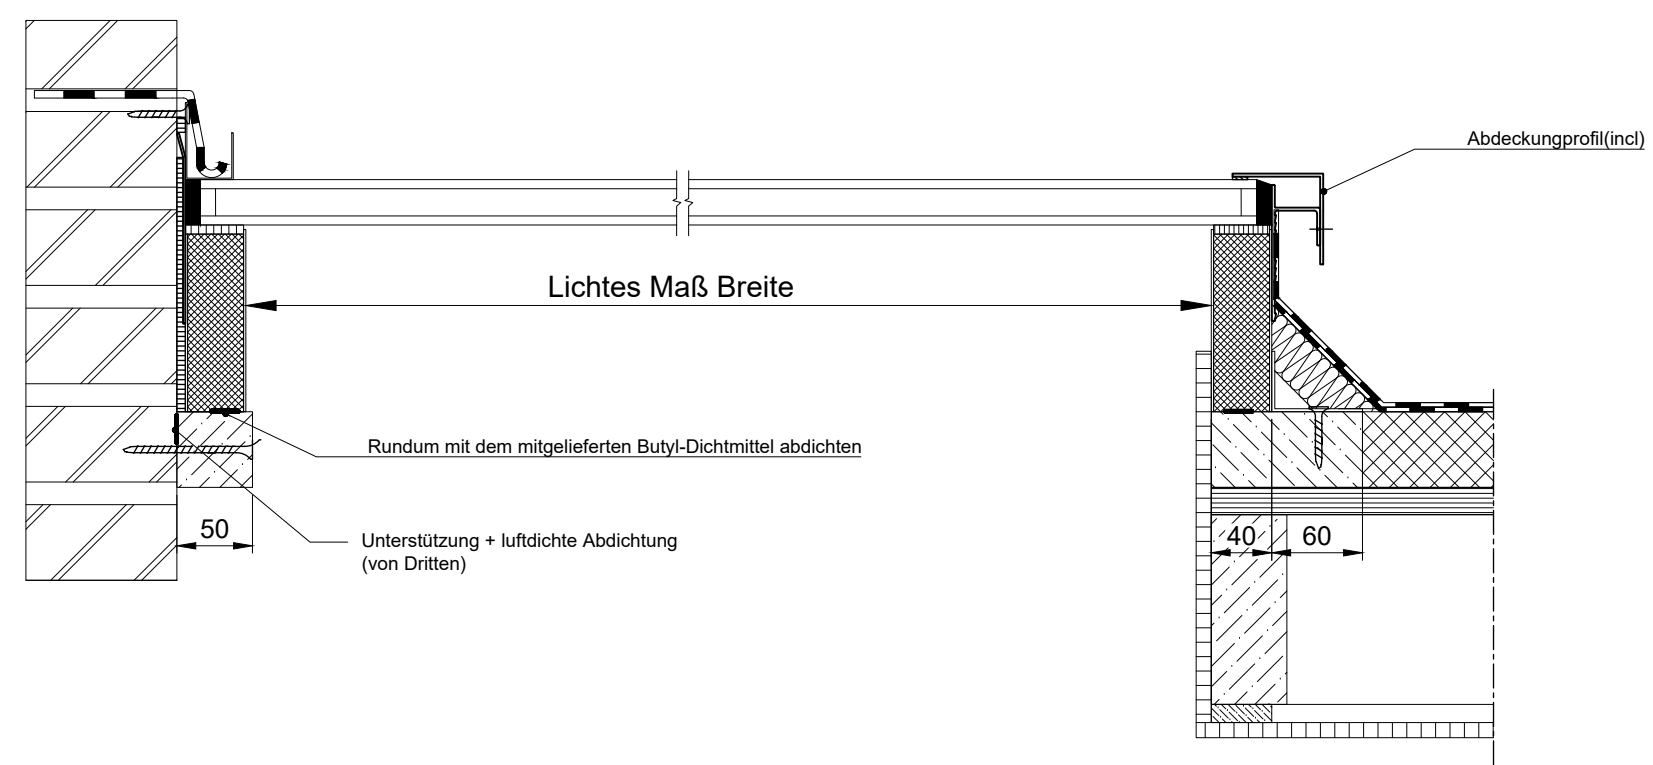 Abdeckungprofil(incl)
Lichtes Maß Breite
Rundum mit dem mitgelieferten Butyl-Dichtmittel abdichten
50
Unterstützung + luftdichte Abdichtung
(von Dritten)
40
60